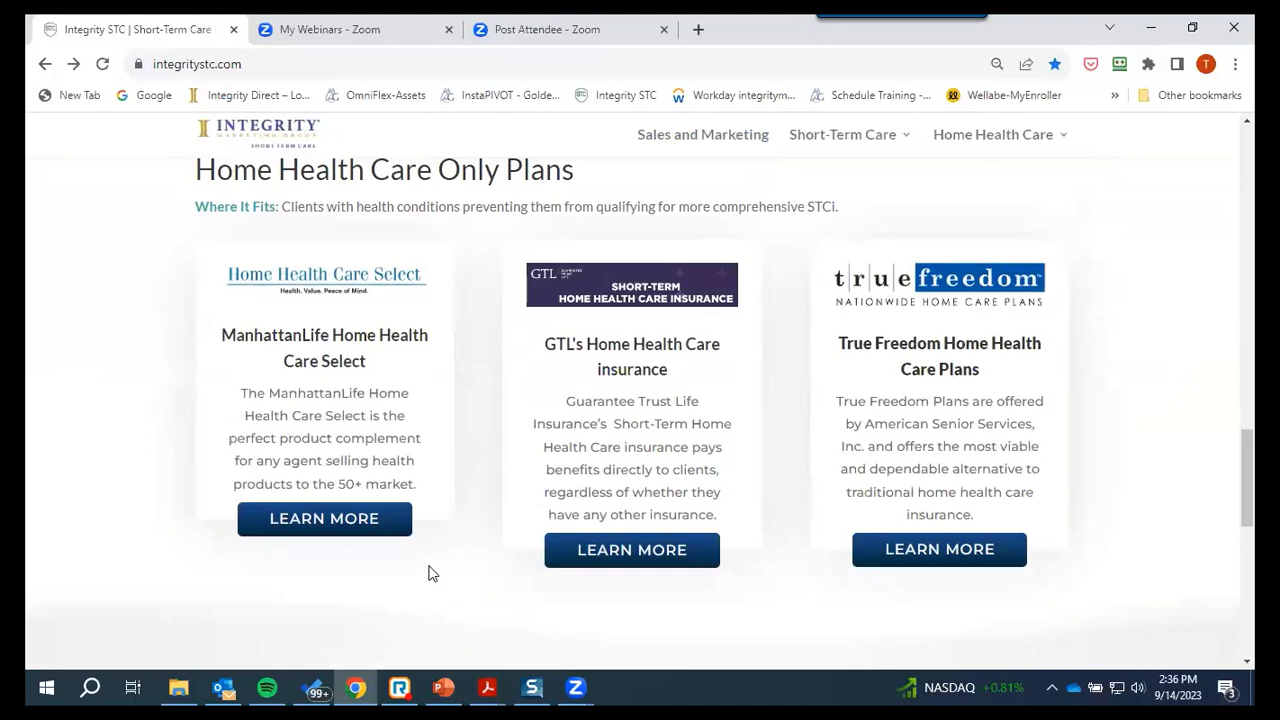 Integrity STC | Short-Term Care
My Webinars - Zoom
Post Attendee - Zoom
integritystc.com
New Tab
Google
Integrity Direct – Lo...
OmniFlex-Assets
InstaPIVOT - Golde...
Integrity STC
Workday integritym...
Schedule Training -...
Wellabe-MyEnroller
»
Other bookmarks
T
INTEGRITY
MARKETING GROUP
SHORT-TERM CARE
Sales and Marketing
Short-Term Care
Home Health Care
Home Health Care Only Plans
Where It Fits: Clients with health conditions preventing them from qualifying for more comprehensive STCi.
Home Health Care Select
Health. Value. Peace of Mind.
ManhattanLife Home Health
Care Select
The ManhattanLife Home
Health Care Select is the
perfect product complement
for any agent selling health
products to the 50+ market.
LEARN MORE
GTL
SHORT-TERM
HOME HEALTH CARE INSURANCE
GTL's Home Health Care
insurance
Guarantee Trust Life
Insurance's Short-Term Home
Health Care insurance pays
benefits directly to clients,
regardless of whether they
have any other insurance.
LEARN MORE
true freedom
NATIONWIDE HOME CARE PLANS
True Freedom Home Health
Care Plans
True Freedom Plans are offered
by American Senior Services,
Inc. and offers the most viable
and dependable alternative to
traditional home health care
insurance.
LEARN MORE
99+
NASDAQ +0.81%
2:36 PM
9/14/2023
3